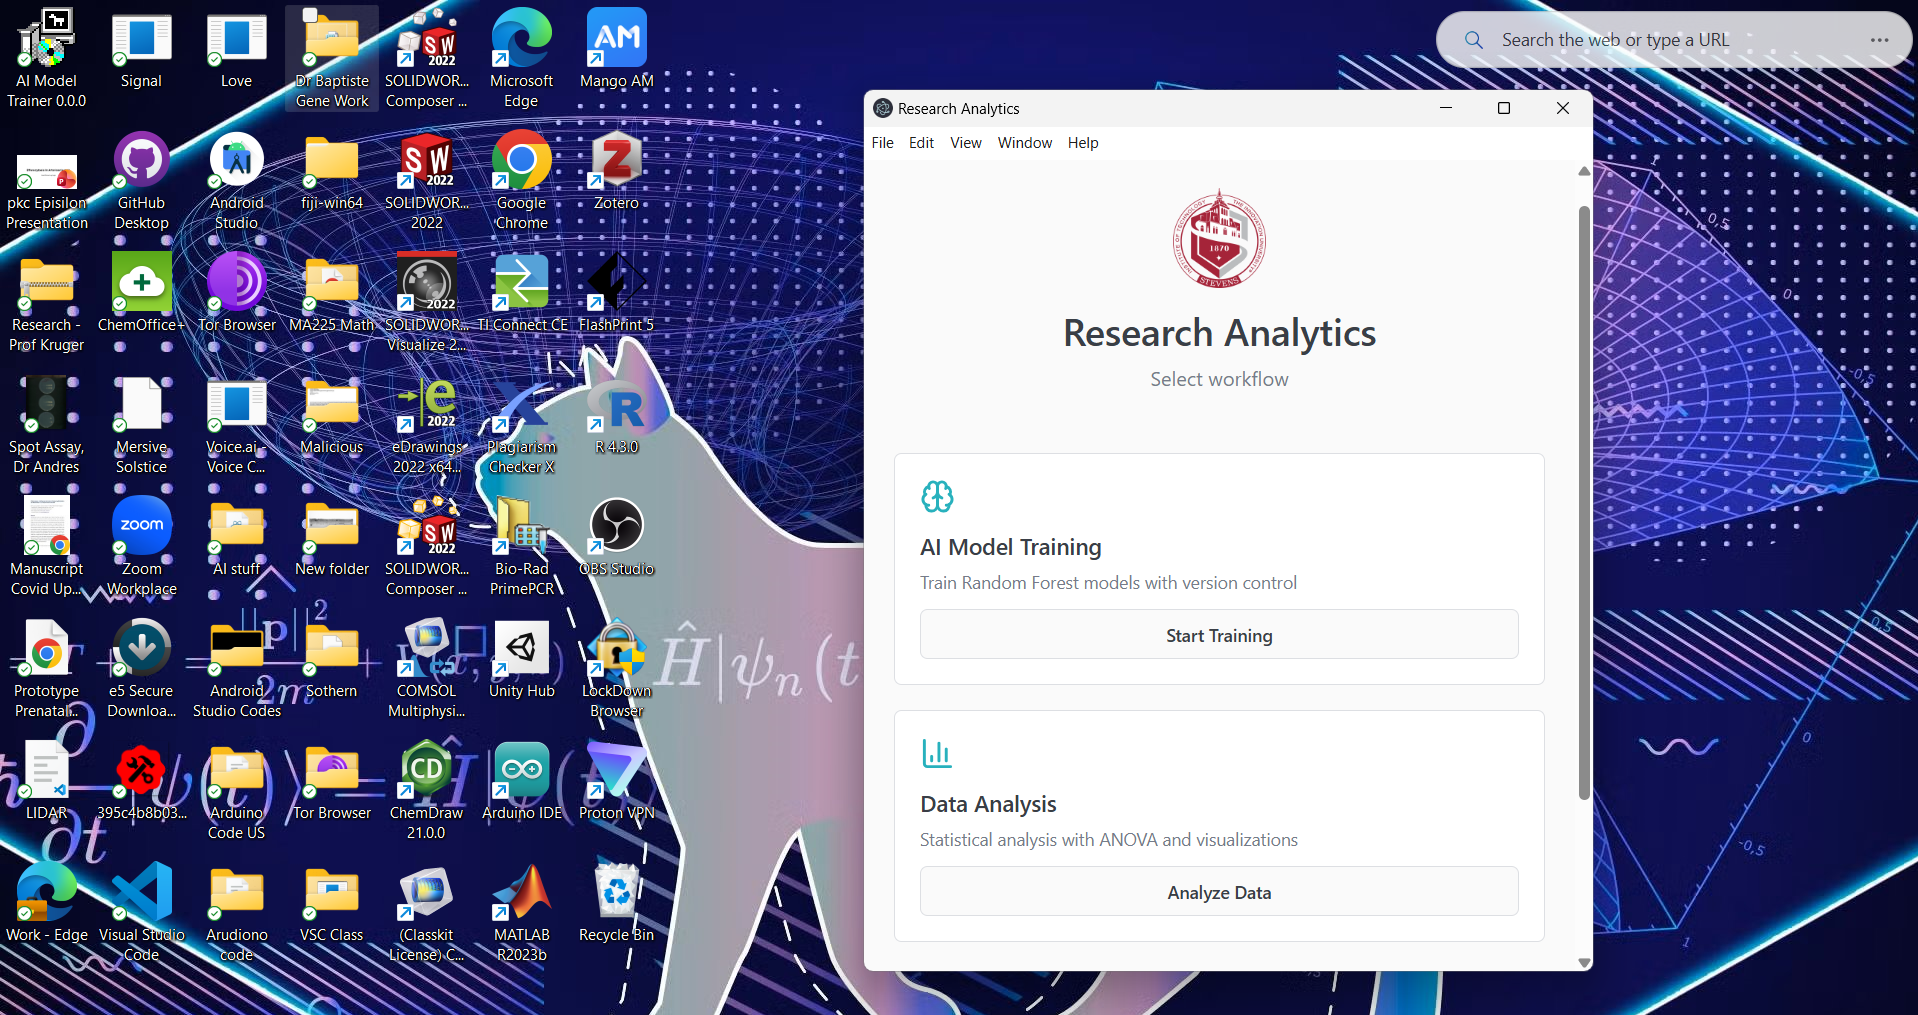 AI Model
Trainer 0.0.0
Signal
Love
Dr Baptiste
Gene Work
SOLIDWOR...
Composer ...
Microsoft
Edge
Mango AM
pkc Episilon
Presentation
GitHub
Desktop
Android
Studio
fiji-win64
SOLIDWOR...
2022
Google
Chrome
Zotero
Research -
Prof Kruger
ChemOffice+
Tor Browser
MA225 Math
SOLIDWOR...
Visualize 2...
TI Connect CE
FlashPrint 5
Spot Assay,
Dr Andres
Mersive
Solstice
Voice.ai -
Voice C...
Malicious
eDrawings
2022 x64...
Plagiarism
Checker X
R 4.3.0
Manuscript
Covid Up...
Zoom
Workplace
AI stuff
New folder
SOLIDWOR...
Composer ...
Bio-Rad
PrimePCR
OBS Studio
Prototype
Prenatal...
e5 Secure
Downloa...
Android
Studio Codes
Sothern
COMSOL
Multiphysi...
Unity Hub
LockDown
Browser
LIDAR
395c4b8b03...
Arduino
Code US
Tor Browser
ChemDraw
21.0.0
Arduino IDE
Proton VPN
Work - Edge
Visual Studio
Code
Arudiono
code
VSC Class
(Classkit
License) C...
MATLAB
R2023b
Recycle Bin
Search the web or type a URL
Research Analytics
File Edit View Window Help
1870
STEVENS
Research Analytics
Select workflow
AI Model Training
Train Random Forest models with version control
Start Training
Data Analysis
Statistical analysis with ANOVA and visualizations
Analyze Data